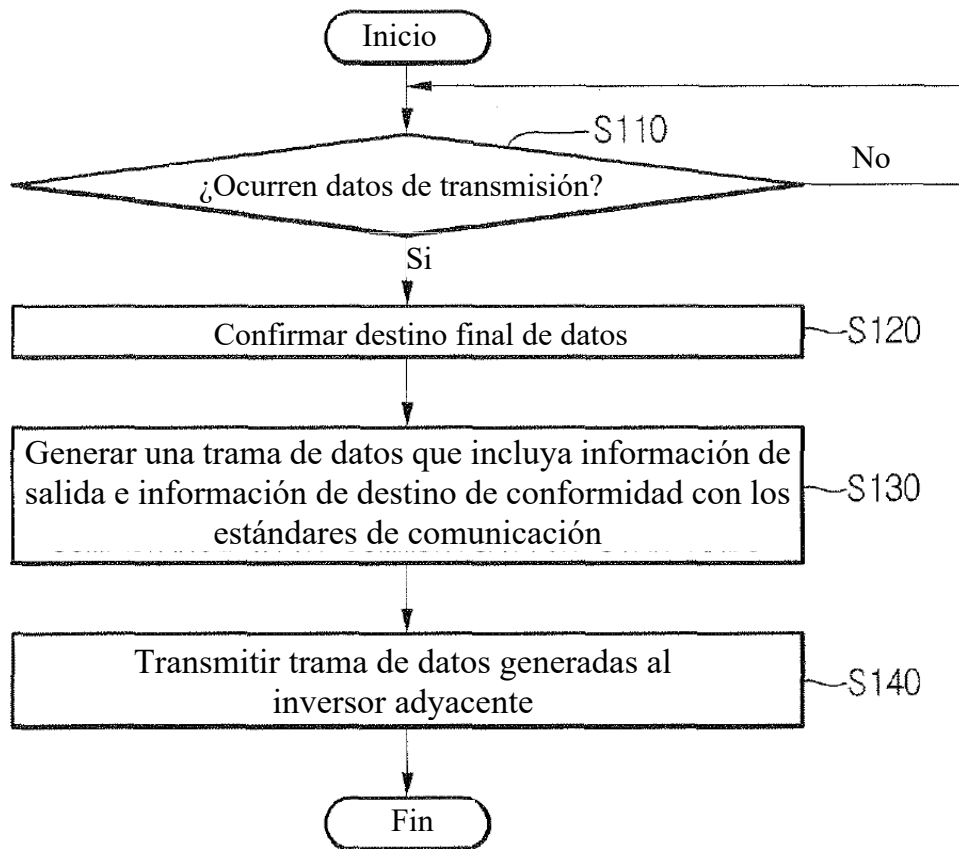 Inicio
S110
¿Ocurren datos de transmisión?
No
Si
Confirmar destino final de datos
S120
Generar una trama de datos que incluya información de
salida e información de destino de conformidad con los
estándares de comunicación
S130
Transmitir trama de datos generadas al
inversor adyacente
S140
Fin